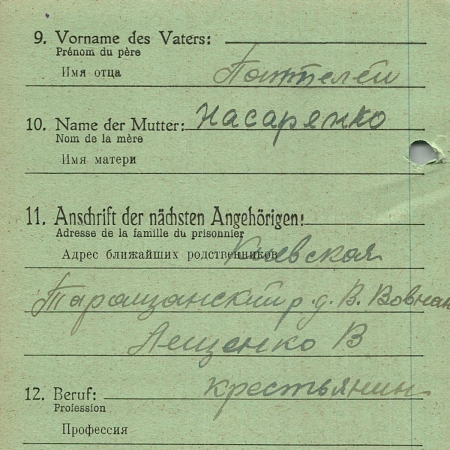 9. Vorname des Vaters:
Prénom du père
Имя отца
Пантелей
10. Name der Mutter: Насаренко
Nom de la mère
Имя матери
11. Anschrift der nächsten Angehörigen:
Adresse de la famille du prisonnier
Адрес ближайших родственников Киевская
Таращанский р. д. В. Вовнян
Лещенко В
крестьянин
12. Beruf:
Profession
Профессия